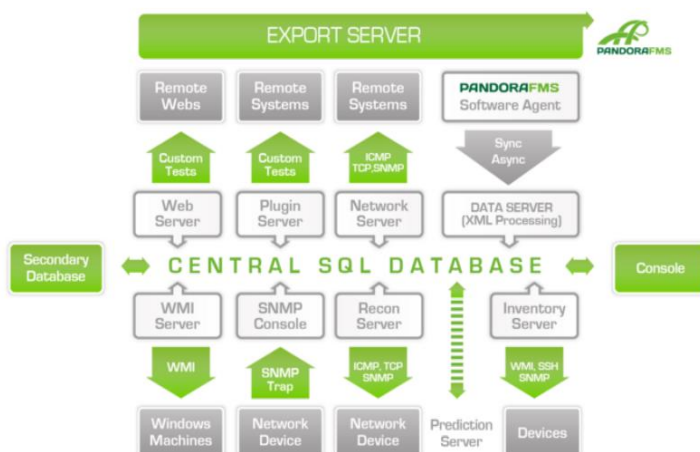 EXPORT SERVER
PANDORAFMS
Remote
Webs
Remote
Systems
Remote
Systems
PANDORAFMS
Software Agent
Custom
Tests
Custom
Tests
ICMP
TCP,SNMP
Sync
Async
Web
Server
Plugin
Server
Network
Server
DATA SERVER
(XML Processing)
Secondary
Database
CENTRAL SQL DATABASE
Console
WMI
Server
SNMP
Console
Recon
Server
Inventory
Server
WMI
SNMP
Trap
ICMP, TCP
SNMP
WMI, SSH
SNMP
Windows
Machines
Network
Device
Network
Device
Prediction
Server
Devices